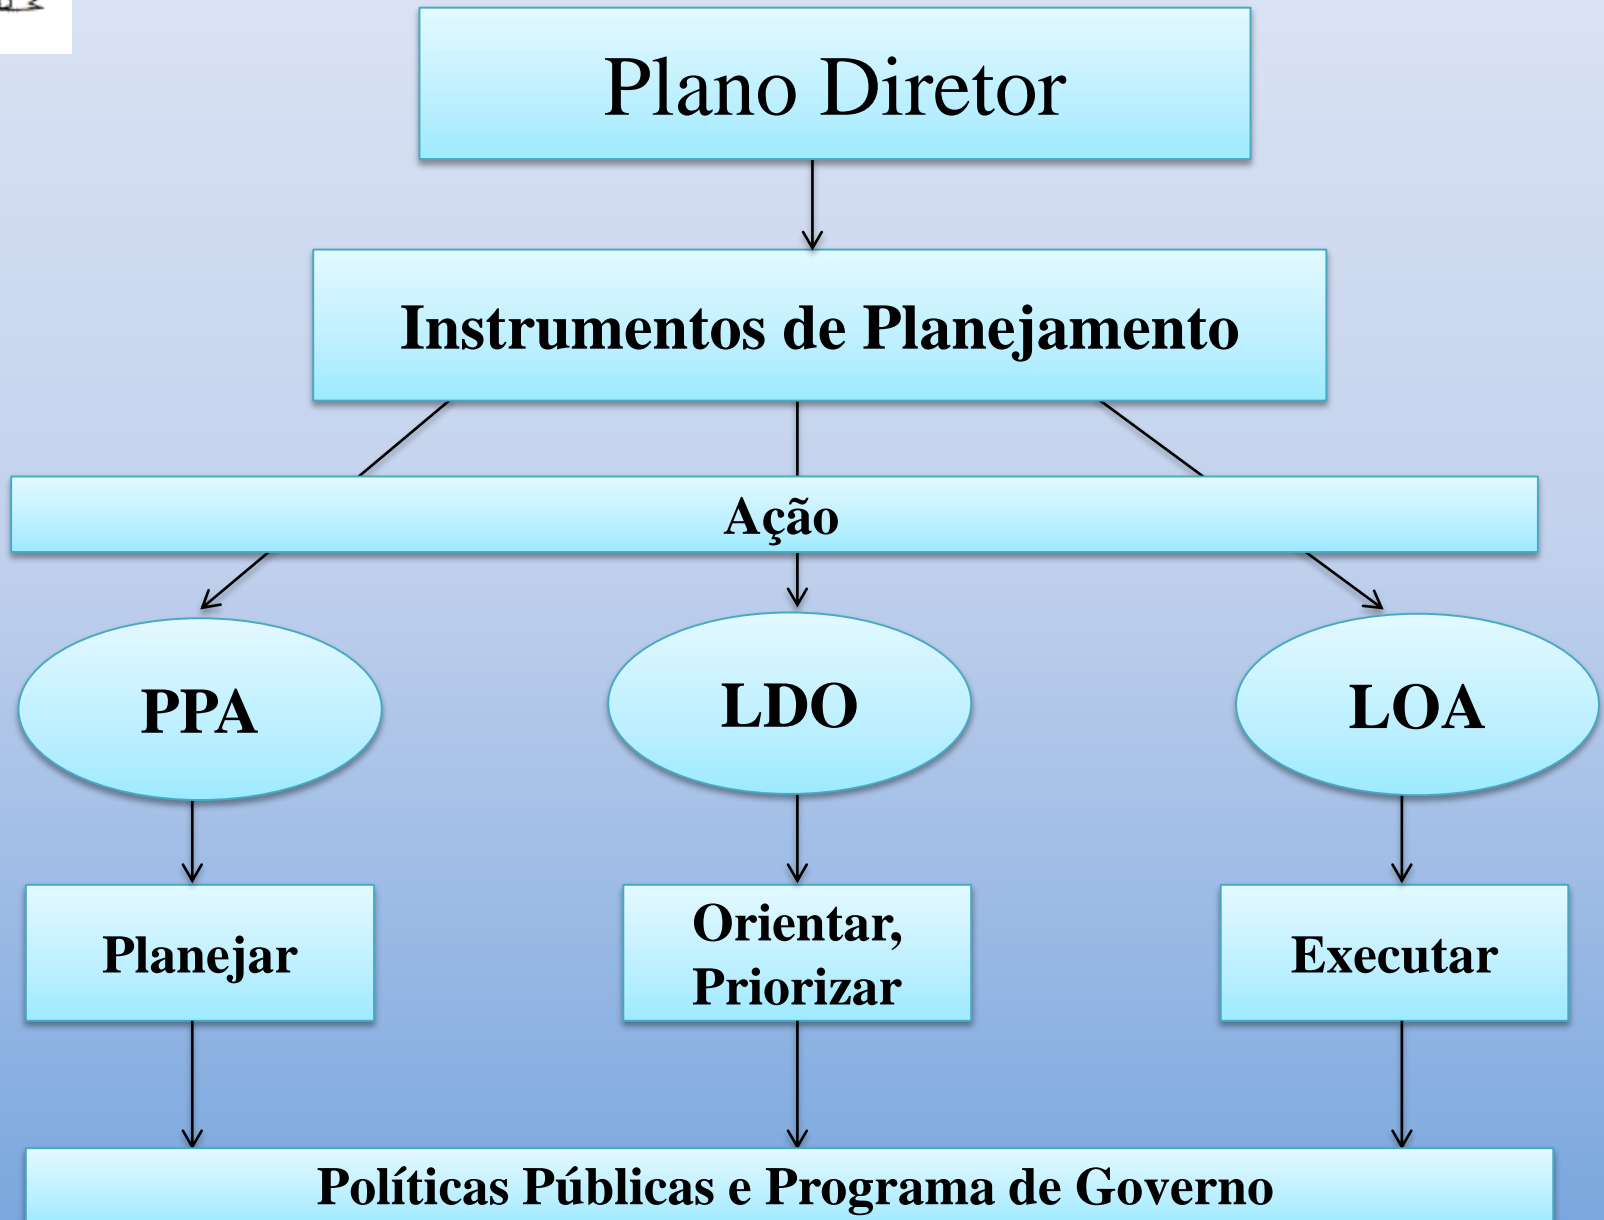 Plano Diretor
Instrumentos de Planejamento
Ação
PPA
LDO
LOA
Planejar
Orientar,
Priorizar
Executar
Políticas Públicas e Programa de Governo